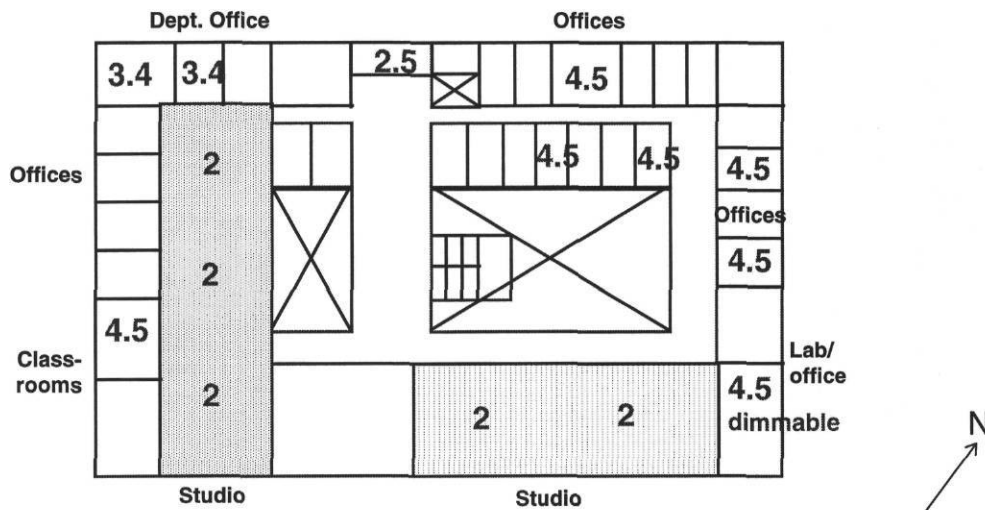 Dept. Office
Offices
3.4
3.4
2.5
4.5
2
4.5
4.5
4.5
Offices
Offices
2
4.5
4.5
Class-
rooms
2
Lab/
office
4.5
dimmable
2
2
N
Studio
Studio